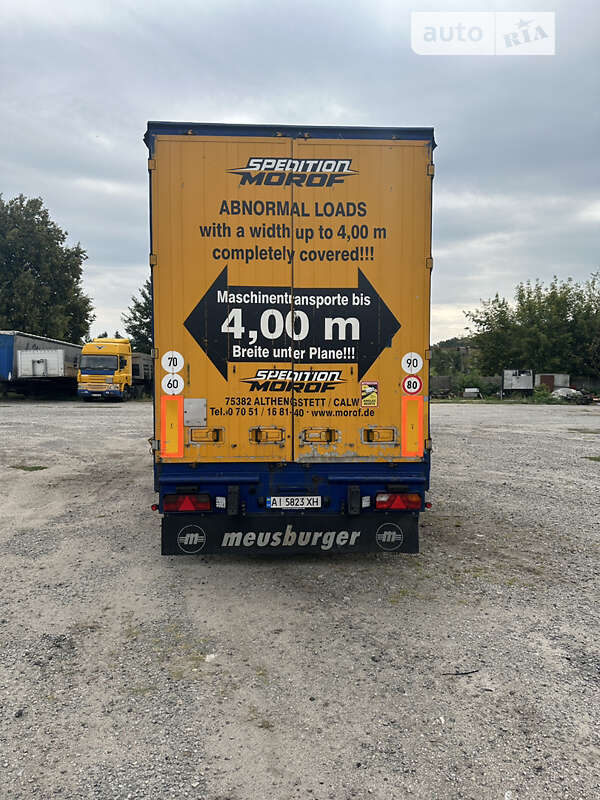 auto RIA
SPEDITION
MOROF
ABNORMAL LOADS
with a width up to 4,00 m
completely covered!!!
Maschinentransporte bis
4,00 m
Breite unter Plane!!!
SPEDITION
MOROF
70
90
60
80
75382 ALTHENGSTETT / CALW
Tel. 0 70 51 / 16 81-40 · www.morof.de
AI 5823 XH
m meusburger m